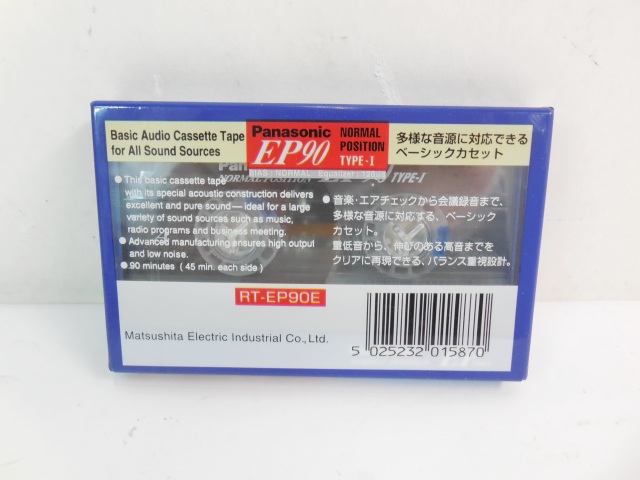 Basic Audio Cassette Tape
for All Sound Sources
Panasonic
EP90
NORMAL
POSITION
TYPE-I
多様な音源に対応できる
ベーシックカセット
BIAS: NORMAL Equalizer: 120µs
NORMAL POSITION
TYPE-I
● This basic cassette tape
with its special acoustic construction delivers
excellent and pure sound— ideal for a large
variety of sound sources such as music,
radio programs and business meeting.
● Advanced manufacturing ensures high output
and low noise.
● 90 minutes ( 45 min. each side )
● 音楽・エアチェックから会議録音まで、
多様な音源に対応する、ベーシック
カセット。
重低音から、伸びのある高音までを
クリアに再現できる、バランス重視設計。
RT-EP90E
Matsushita Electric Industrial Co., Ltd.
5 025232 015870